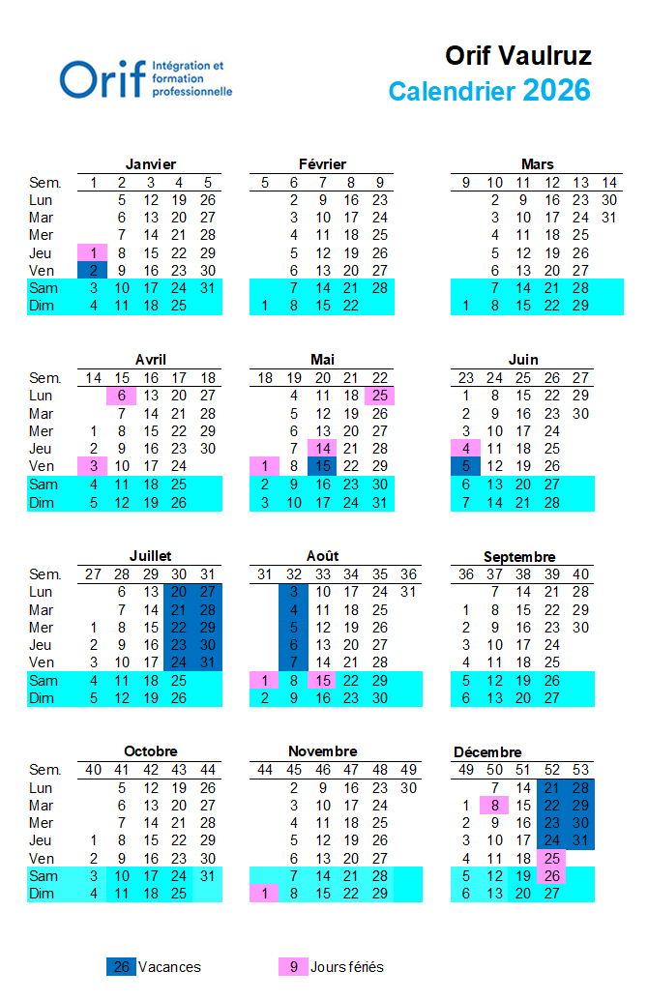 Orif Intégration et
formation
professionnelle
Orif Vaulruz
Calendrier 2026
Janvier Février Mars
Sem. 1 2 3 4 5 5 6 7 8 9 9 10 11 12 13 14
Lun 5 12 19 26 2 9 16 23 2 9 16 23 30
Mar 6 13 20 27 3 10 17 24 3 10 17 24 31
Mer 7 14 21 28 4 11 18 25 4 11 18 25
Jeu 1 8 15 22 29 5 12 19 26 5 12 19 26
Ven 2 9 16 23 30 6 13 20 27 6 13 20 27
Sam 3 10 17 24 31 7 14 21 28 7 14 21 28
Dim 4 11 18 25 1 8 15 22 1 8 15 22 29
Avril Mai Juin
Sem. 14 15 16 17 18 18 19 20 21 22 23 24 25 26 27
Lun 6 13 20 27 4 11 18 25 1 8 15 22 29
Mar 7 14 21 28 5 12 19 26 2 9 16 23 30
Mer 1 8 15 22 29 6 13 20 27 3 10 17 24
Jeu 2 9 16 23 30 7 14 21 28 4 11 18 25
Ven 3 10 17 24 1 8 15 22 29 5 12 19 26
Sam 4 11 18 25 2 9 16 23 30 6 13 20 27
Dim 5 12 19 26 3 10 17 24 31 7 14 21 28
Juillet Août Septembre
Sem. 27 28 29 30 31 31 32 33 34 35 36 36 37 38 39 40
Lun 6 13 20 27 3 10 17 24 31 7 14 21 28
Mar 7 14 21 28 4 11 18 25 1 8 15 22 29
Mer 1 8 15 22 29 5 12 19 26 2 9 16 23 30
Jeu 2 9 16 23 30 6 13 20 27 3 10 17 24
Ven 3 10 17 24 31 7 14 21 28 4 11 18 25
Sam 4 11 18 25 1 8 15 22 29 5 12 19 26
Dim 5 12 19 26 2 9 16 23 30 6 13 20 27
Octobre Novembre Décembre
Sem. 40 41 42 43 44 44 45 46 47 48 49 49 50 51 52 53
Lun 5 12 19 26 2 9 16 23 30 7 14 21 28
Mar 6 13 20 27 3 10 17 24 1 8 15 22 29
Mer 7 14 21 28 4 11 18 25 2 9 16 23 30
Jeu 1 8 15 22 29 5 12 19 26 3 10 17 24 31
Ven 2 9 16 23 30 6 13 20 27 4 11 18 25
Sam 3 10 17 24 31 7 14 21 28 5 12 19 26
Dim 4 11 18 25 1 8 15 22 29 6 13 20 27
26 Vacances 9 Jours fériés